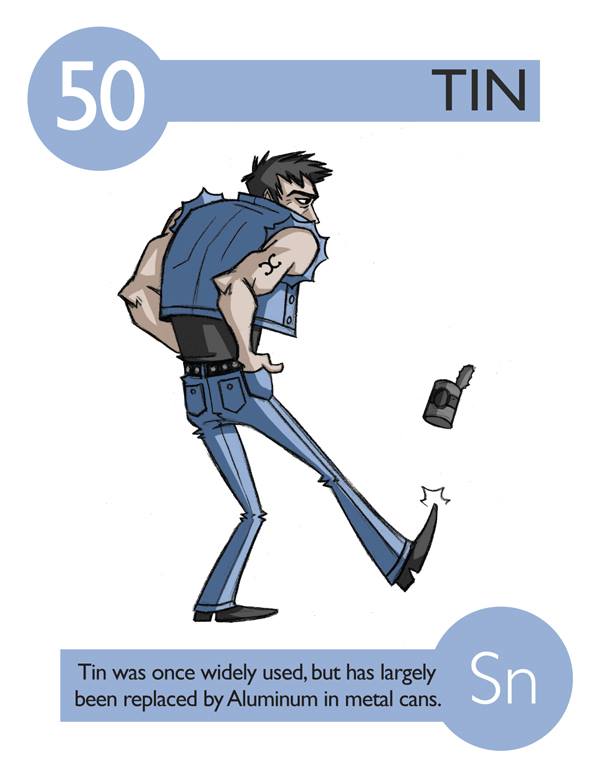 50
TIN
Tin was once widely used, but has largely
been replaced by Aluminum in metal cans.
Sn